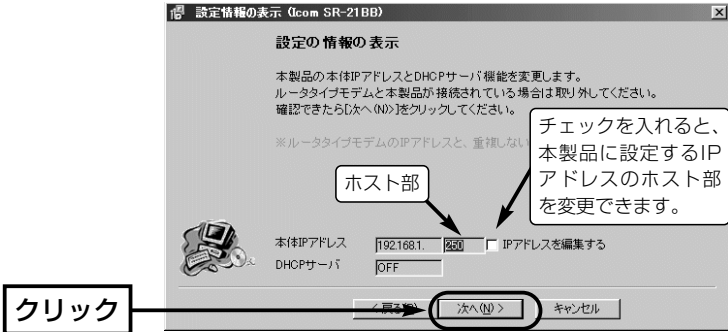 設定情報の表示 (Icom SR-21BB)
設定の情報の表示
本製品の本体IPアドレスとDHCPサーバ機能を変更します。
ルータタイプモデムと本製品が接続されている場合は取り外してください。
確認できたら[次へ(N)>]をクリックしてください。
※ルータタイプモデムのIPアドレスと、重複しない
チェックを入れると、
本製品に設定するIP
アドレスのホスト部
を変更できます。
ホスト部
本体IPアドレス 192.168.1. 250 IPアドレスを編集する
DHCPサーバ OFF
クリック
< 戻る(B) 次へ(N) > キャンセル